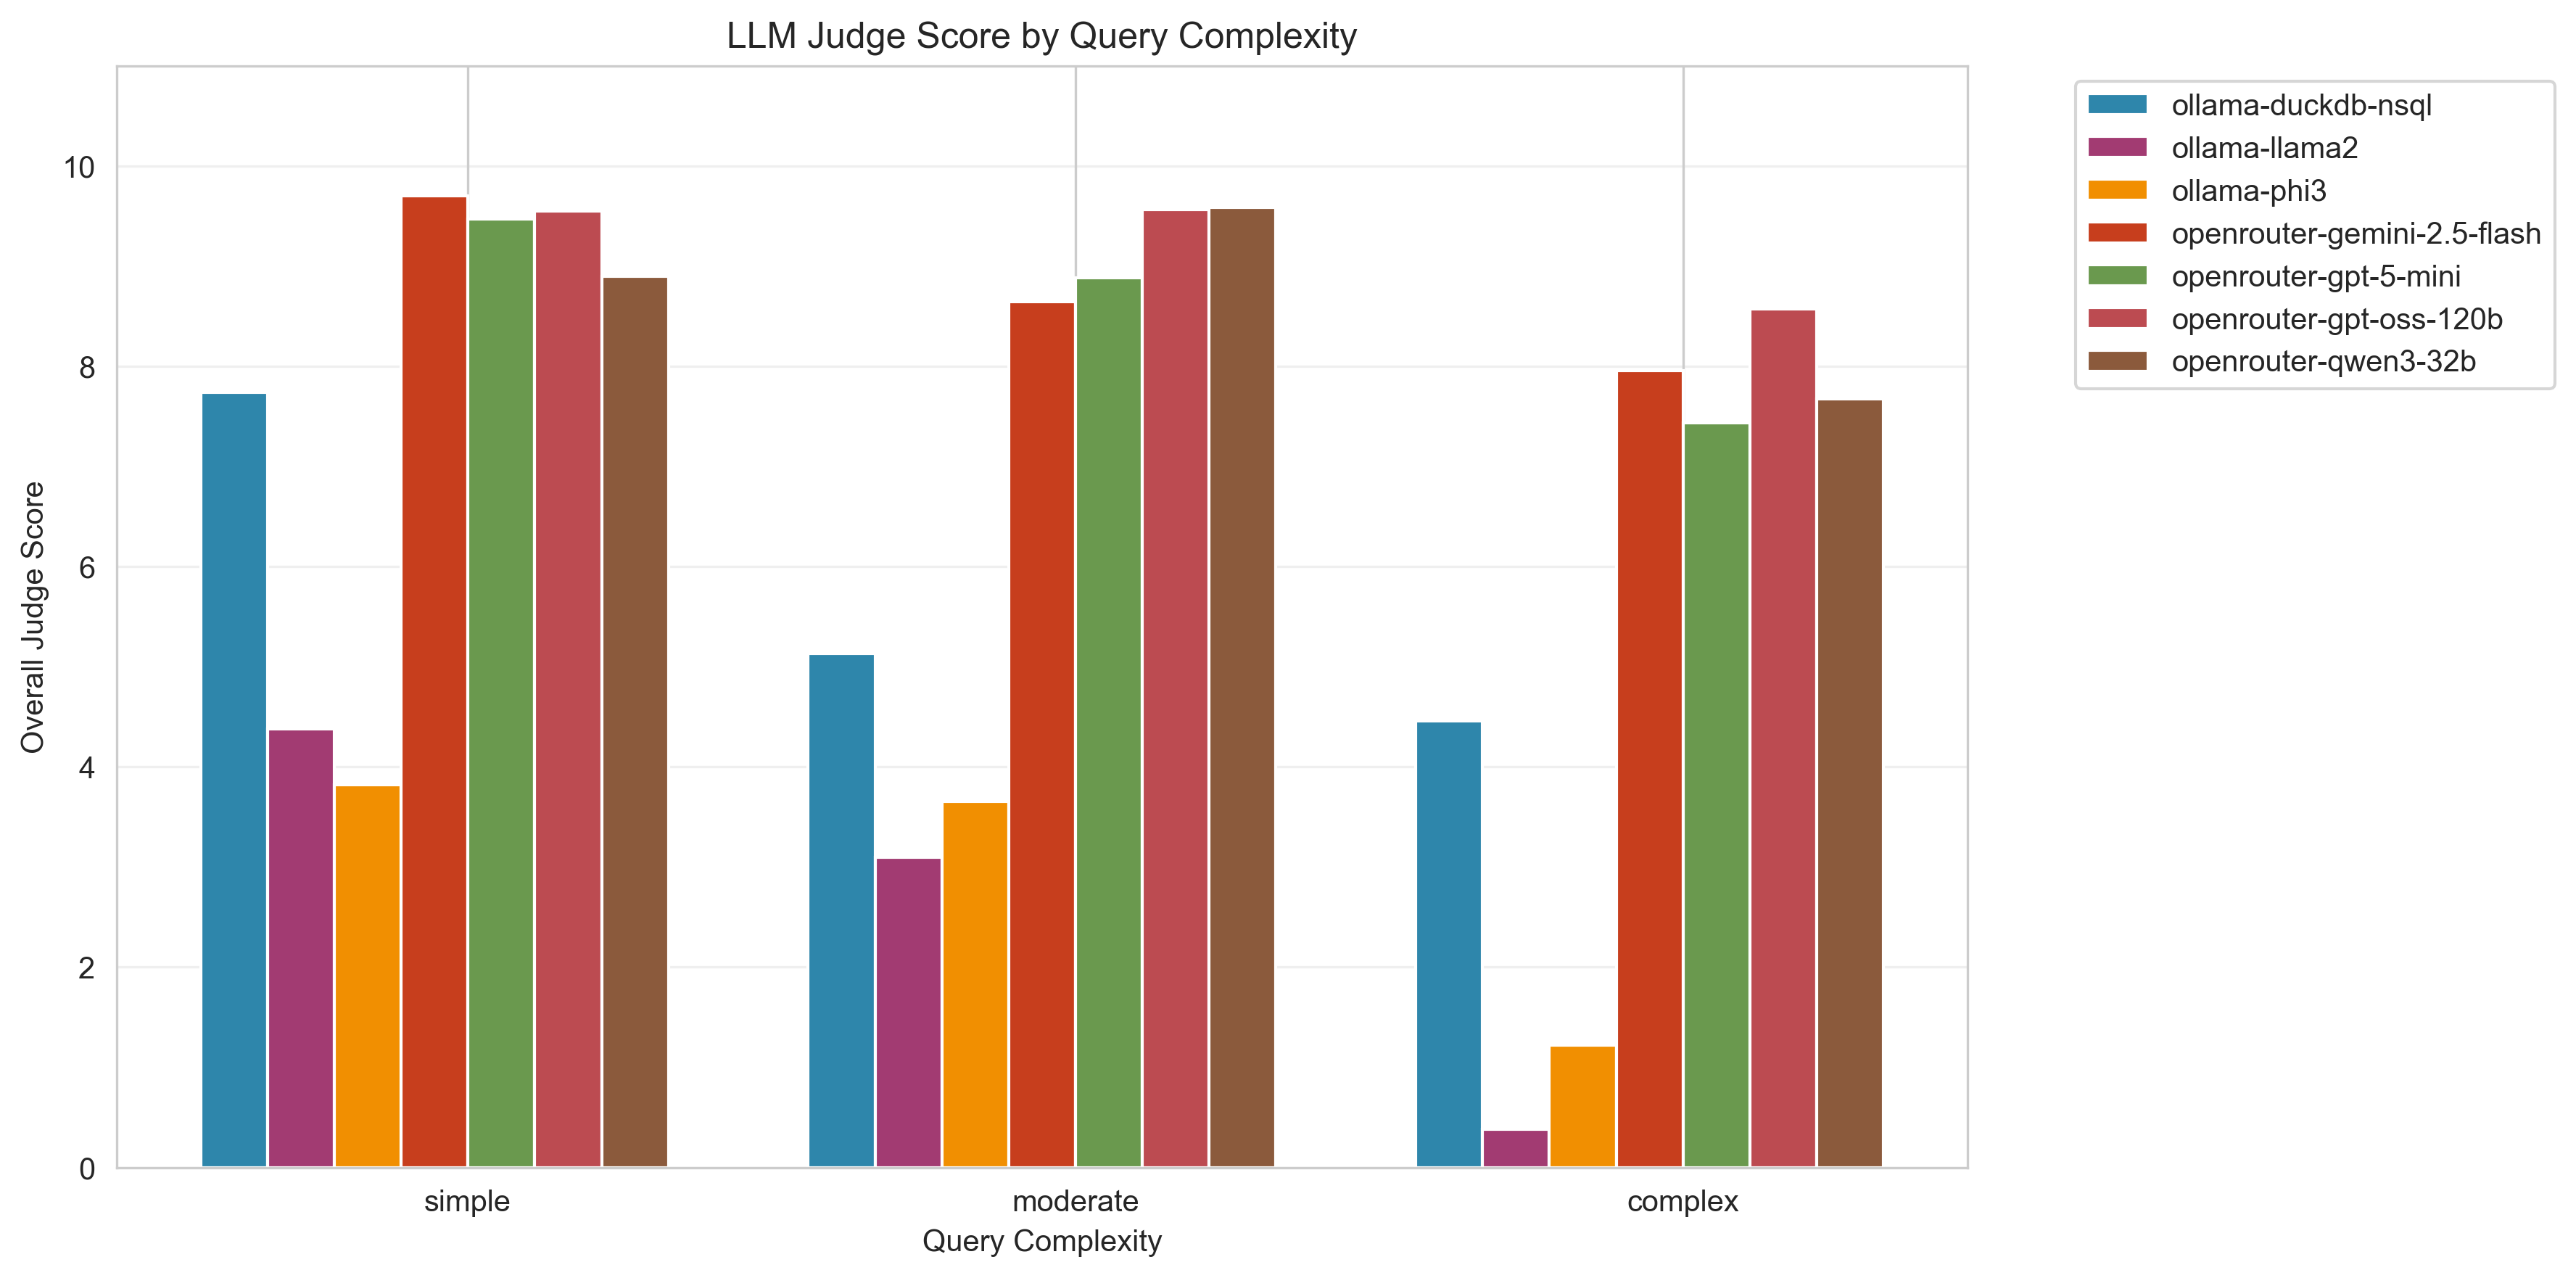 LLM Judge Score by Query Complexity
10
8
6
4
2
0
Overall Judge Score
simple
moderate
complex
Query Complexity
ollama-duckdb-nsql
ollama-llama2
ollama-phi3
openrouter-gemini-2.5-flash
openrouter-gpt-5-mini
openrouter-gpt-oss-120b
openrouter-qwen3-32b